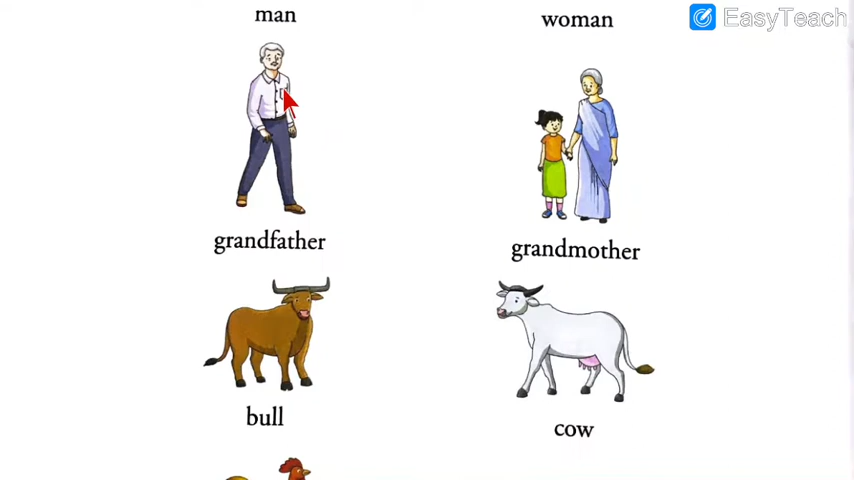 man
woman
EasyTeach
grandfather
grandmother
bull
cow